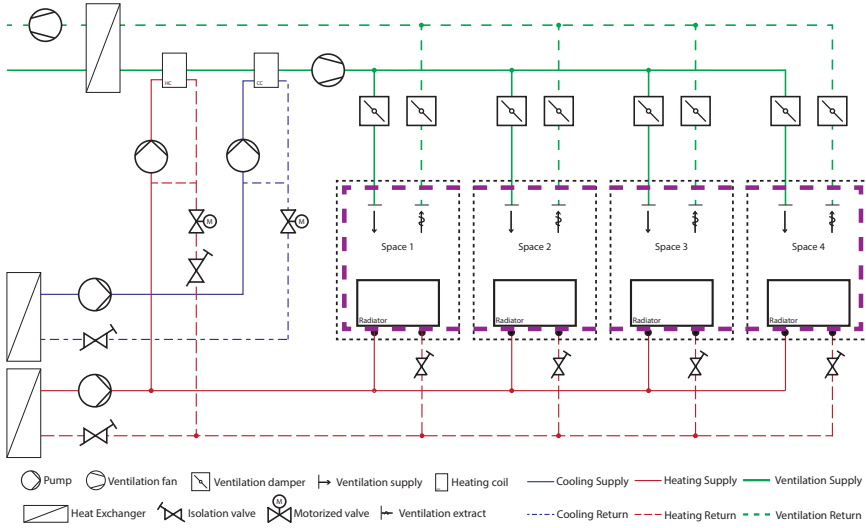 HC
CC
M
M
Space 1
Space 2
Space 3
Space 4
Radiator
Radiator
Radiator
Radiator
Pump
Ventilation fan
Ventilation damper
Ventilation supply
Heating coil
Cooling Supply
Heating Supply
Ventilation Supply
Heat Exchanger
Isolation valve
M
Motorized valve
Ventilation extract
Cooling Return
Heating Return
Ventilation Return